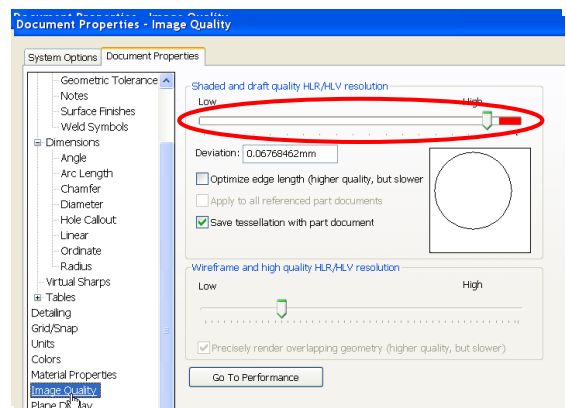 Document Properties - Image Quality
System Options
Document Properties
Geometric Tolerance
Notes
Surface Finishes
Weld Symbols
Dimensions
Angle
Arc Length
Chamfer
Diameter
Hole Callout
Linear
Ordinate
Radius
Virtual Sharps
Tables
Detailing
Grid/Snap
Units
Colors
Material Properties
Image Quality
Plane Display
Shaded and draft quality HLR/HLV resolution
Low High
Deviation: 0.06768462mm
Optimize edge length (higher quality, but slower
Apply to all referenced part documents
Save tessellation with part document
Wireframe and high quality HLR/HLV resolution
Low High
Precisely render overlapping geometry (higher quality, but slower)
Go To Performance